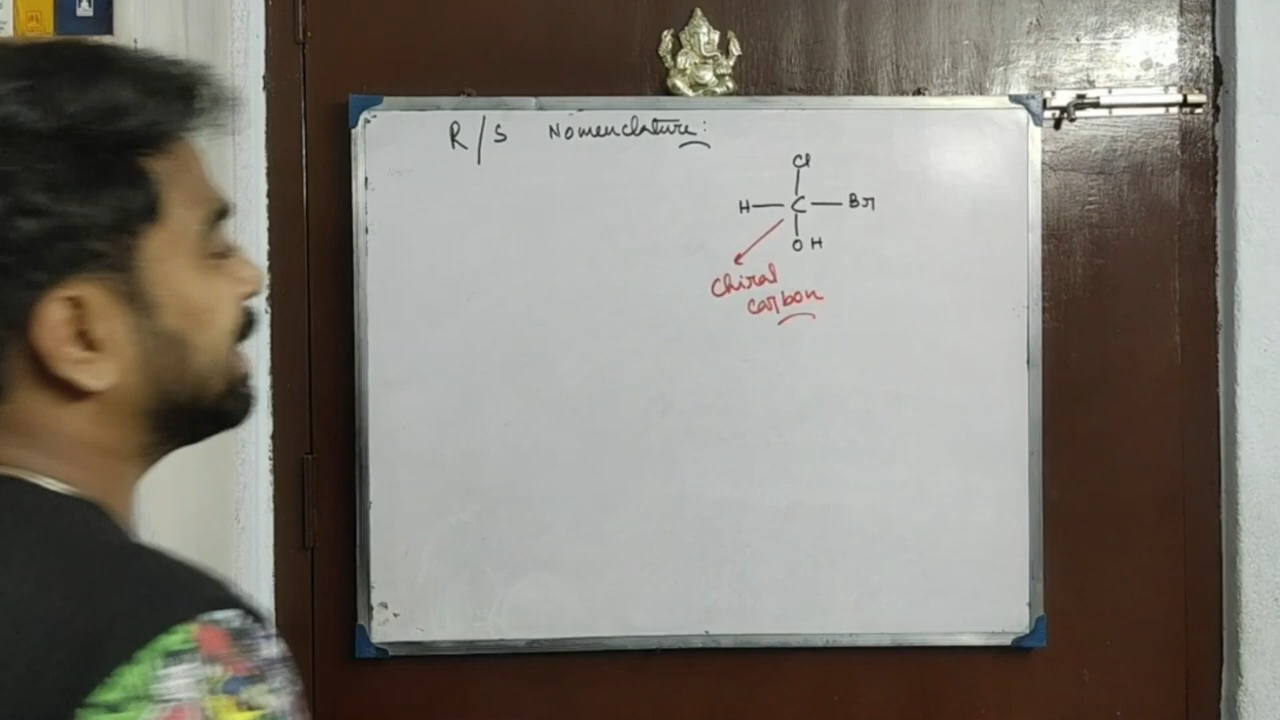 R/S Nomenclature:
Cl
H — C — Br
OH
Chiral
carbon